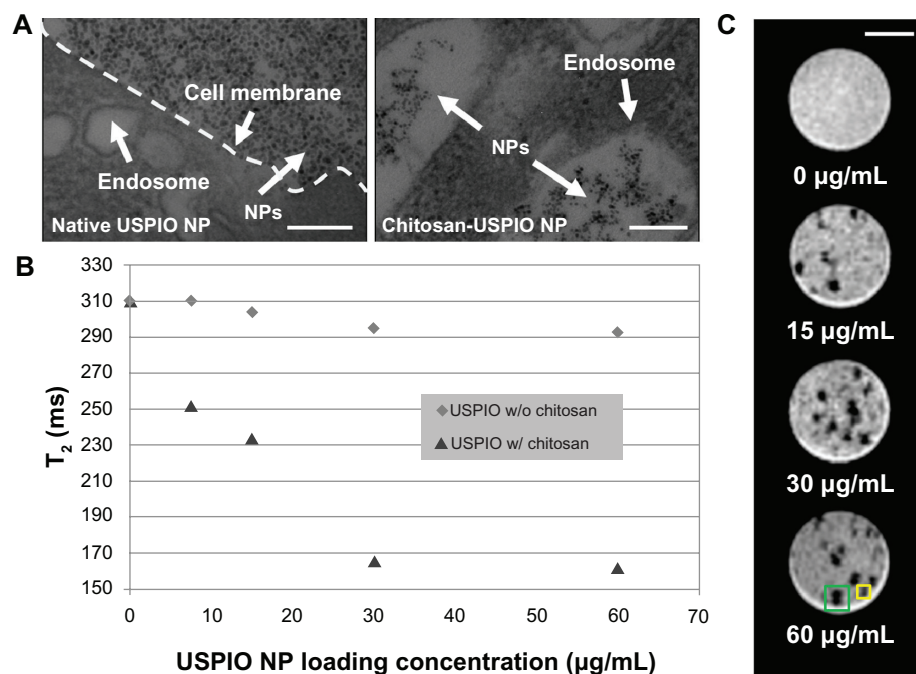 A
Cell membrane
Endosome
NPs
Native USPIO NP
Endosome
NPs
Chitosan-USPIO NP
B
330
310
290
270
250
230
210
190
170
150
T2 (ms)
USPIO w/o chitosan
USPIO w/ chitosan
0 10 20 30 40 50 60 70
USPIO NP loading concentration (µg/mL)
C
0 µg/mL
15 µg/mL
30 µg/mL
60 µg/mL